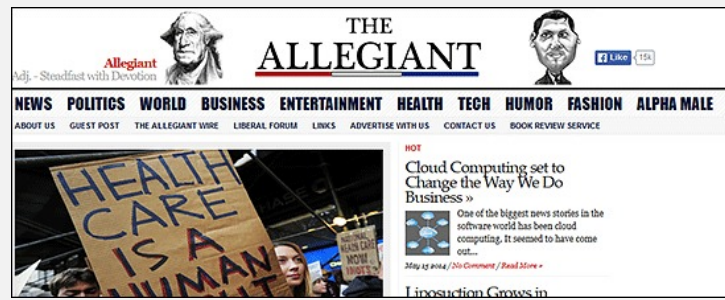 THE
ALLEGIANT
Allegiant
Adj. - Steadfast with Devotion
Like 15k
NEWS POLITICS WORLD BUSINESS ENTERTAINMENT HEALTH TECH HUMOR FASHION ALPHA MALE
ABOUT US GUEST POST THE ALLEGIANT WIRE LIBERAL FORUM LINKS ADVERTISE WITH US CONTACT US BOOK REVIEW SERVICE
HEALTH
CARE
IS A
HUMAN
HEALTH CARE
NOW
HOT
Cloud Computing set to
Change the Way We Do
Business »
One of the biggest news stories in the
software world has been cloud
computing. It seemed to have come
out...
May 15 2014 / No Comment / Read More »
Liposuction Grows in